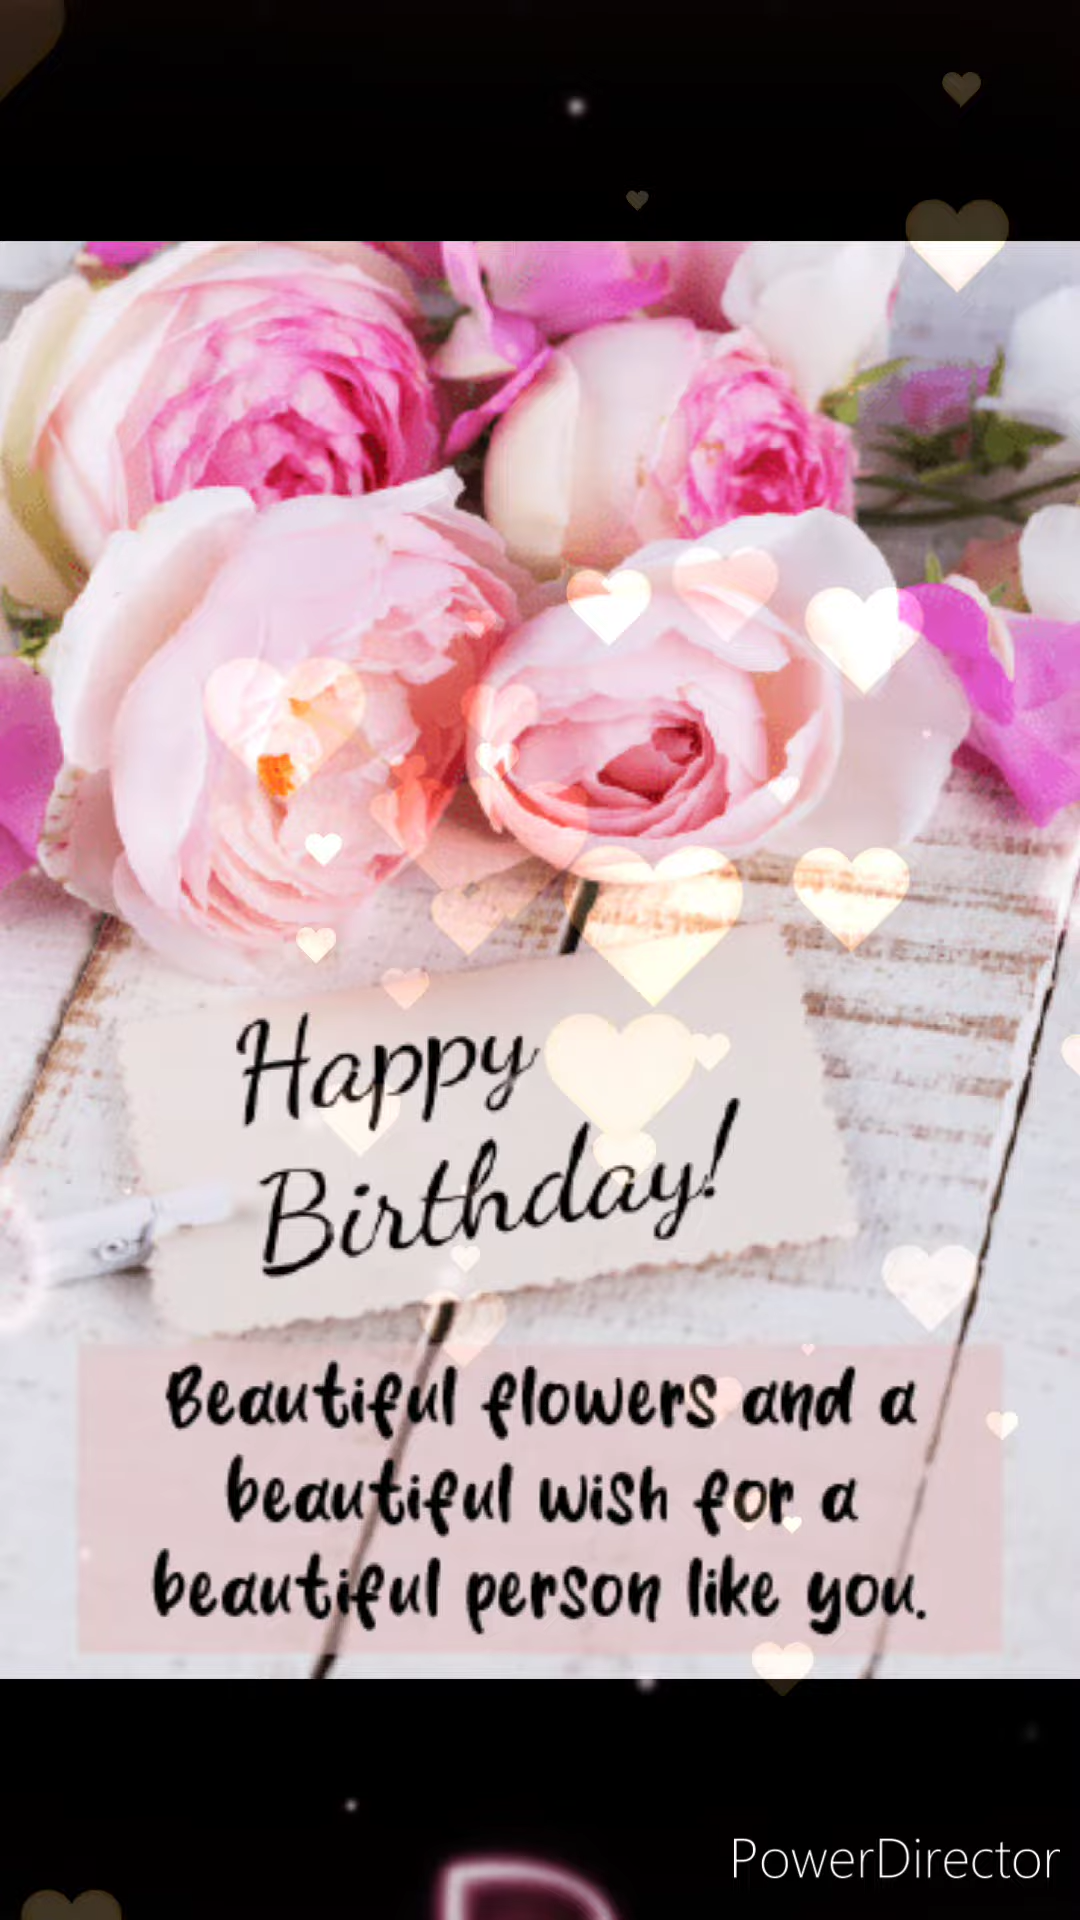 Happy
Birthday!
Beautiful flowers and a
beautiful wish for a
beautiful person like you.
PowerDirector